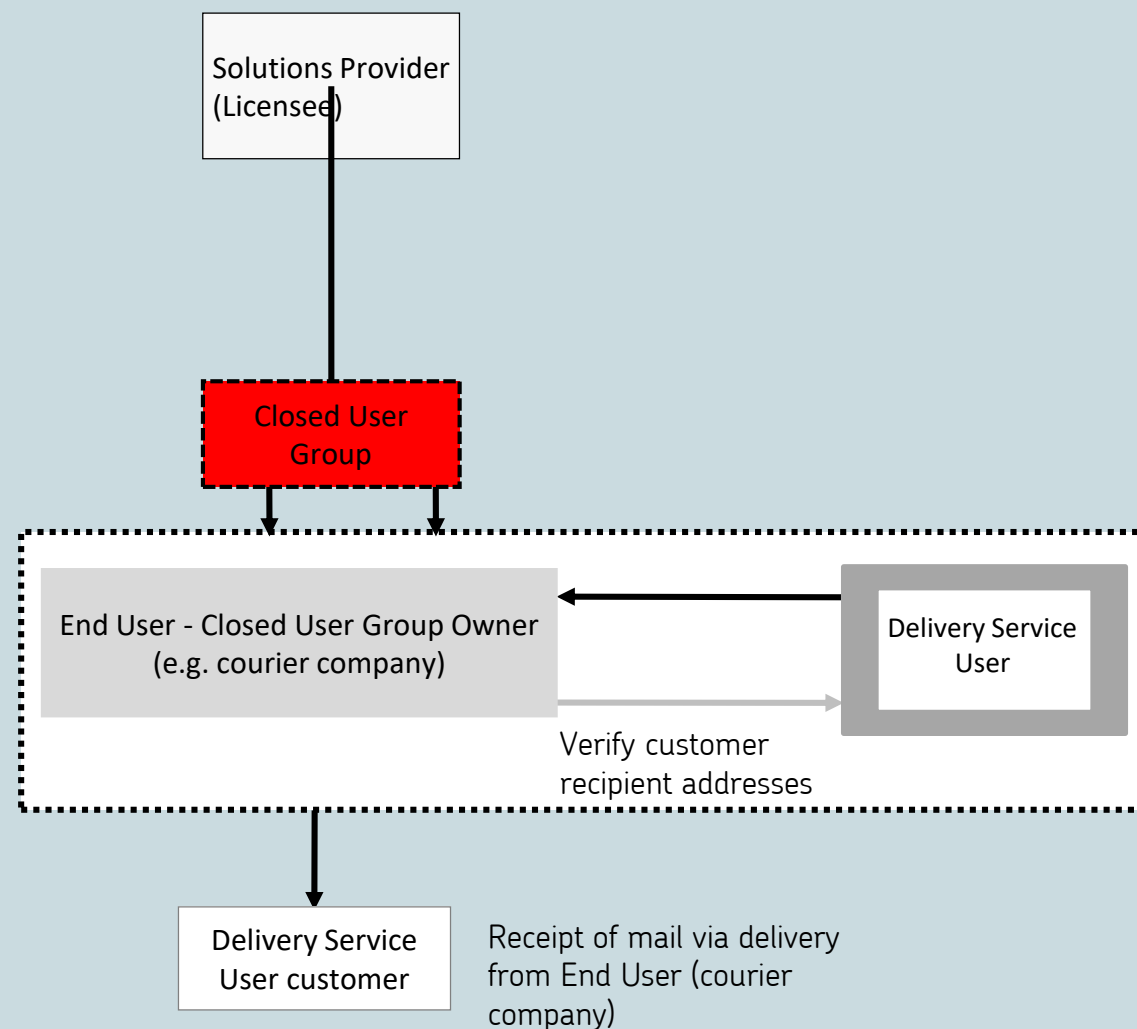 Solutions Provider
(Licensee)
Closed User
Group
End User - Closed User Group Owner
(e.g. courier company)
Delivery Service
User
Verify customer
recipient addresses
Delivery Service
User customer
Receipt of mail via delivery
from End User (courier
company)